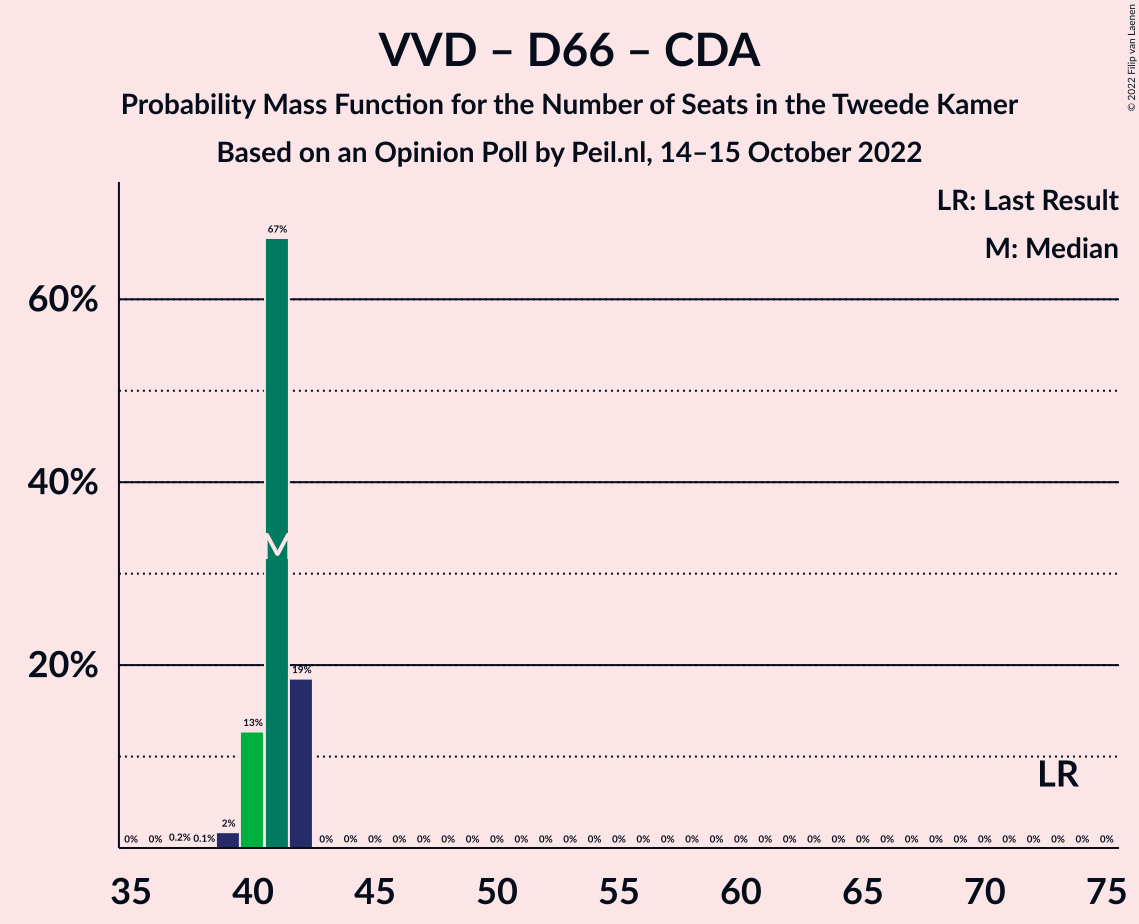 VVD – D66 – CDA
Probability Mass Function for the Number of Seats in the Tweede Kamer
Based on an Opinion Poll by Peil.nl, 14–15 October 2022
© 2022 Filip van Laenen
LR: Last Result
M: Median
67%
60%
40%
M
20%
19%
13%
LR
2%
0% 0% 0.2% 0.1% 0% 0% 0% 0% 0% 0% 0% 0% 0% 0% 0% 0% 0% 0% 0% 0% 0% 0% 0% 0% 0% 0% 0% 0% 0% 0% 0% 0% 0% 0% 0% 0% 0%
35 40 45 50 55 60 65 70 75